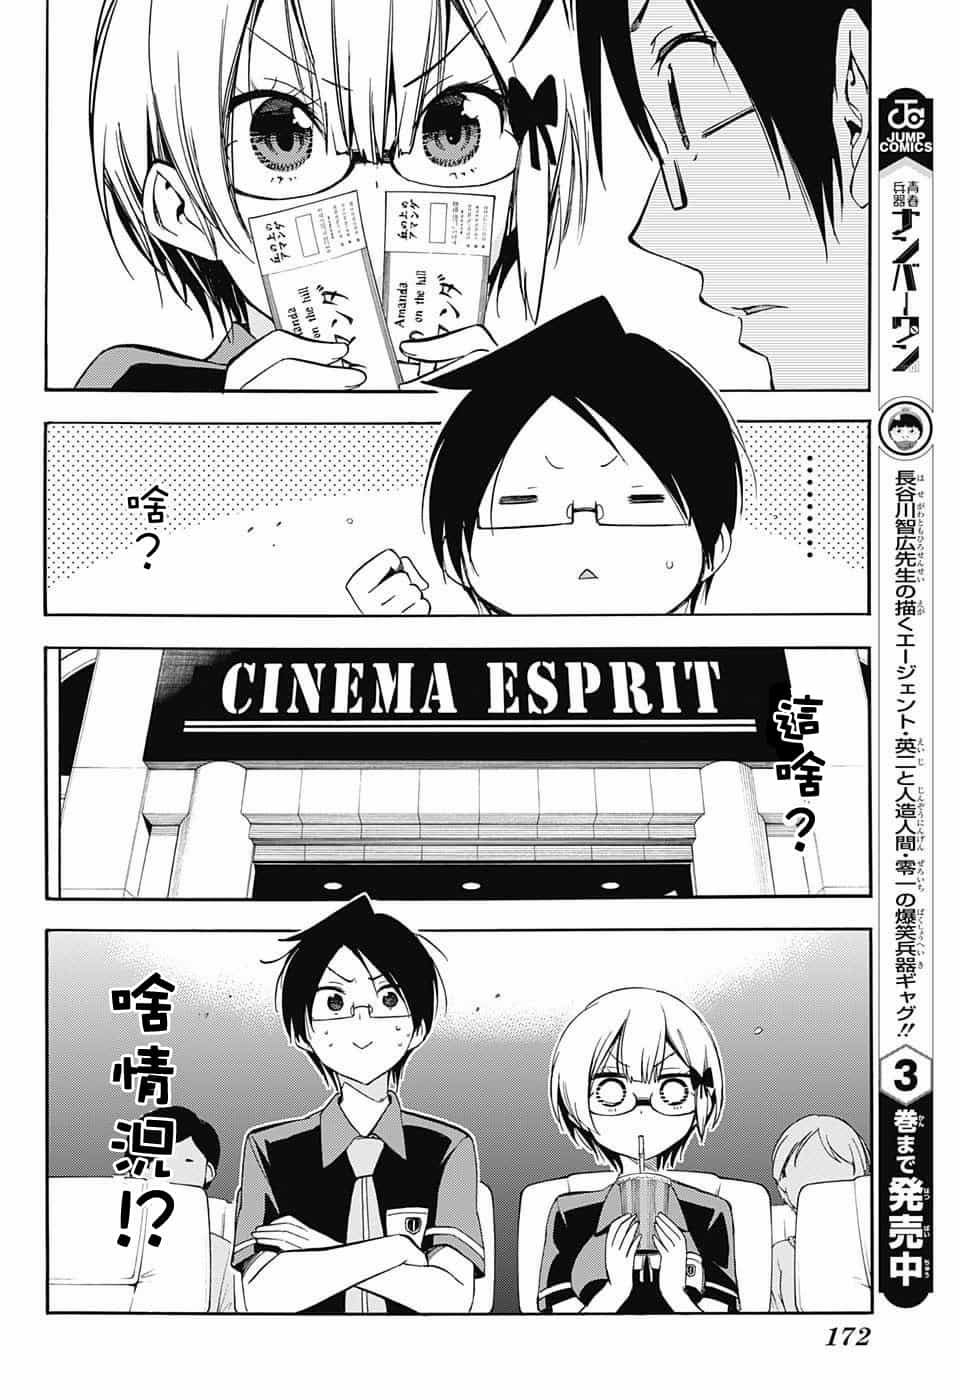 丘の上の
アマンダ
Amanda
on the hill
丘の上の
アマンダ
Amanda
on the hill
………
啥?
CINEMA ESPRIT
這啥?
啥情況!?
JC
JUMP
COMICS
青春
兵器
ナンバーワン
長谷川智広先生の描くエージェント・英二と人造人間・零一の爆笑兵器ギャグ!!
3
巻まで発売中
172